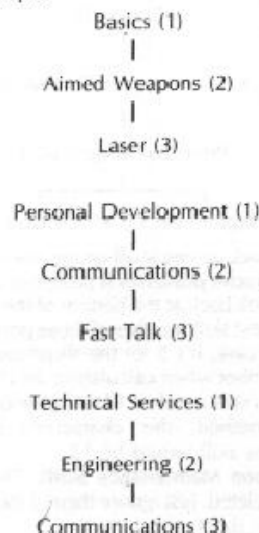 Basics (1)
Aimed Weapons (2)
Laser (3)
Personal Development (1)
Communications (2)
Fast Talk (3)
Technical Services (1)
Engineering (2)
Communications (3)